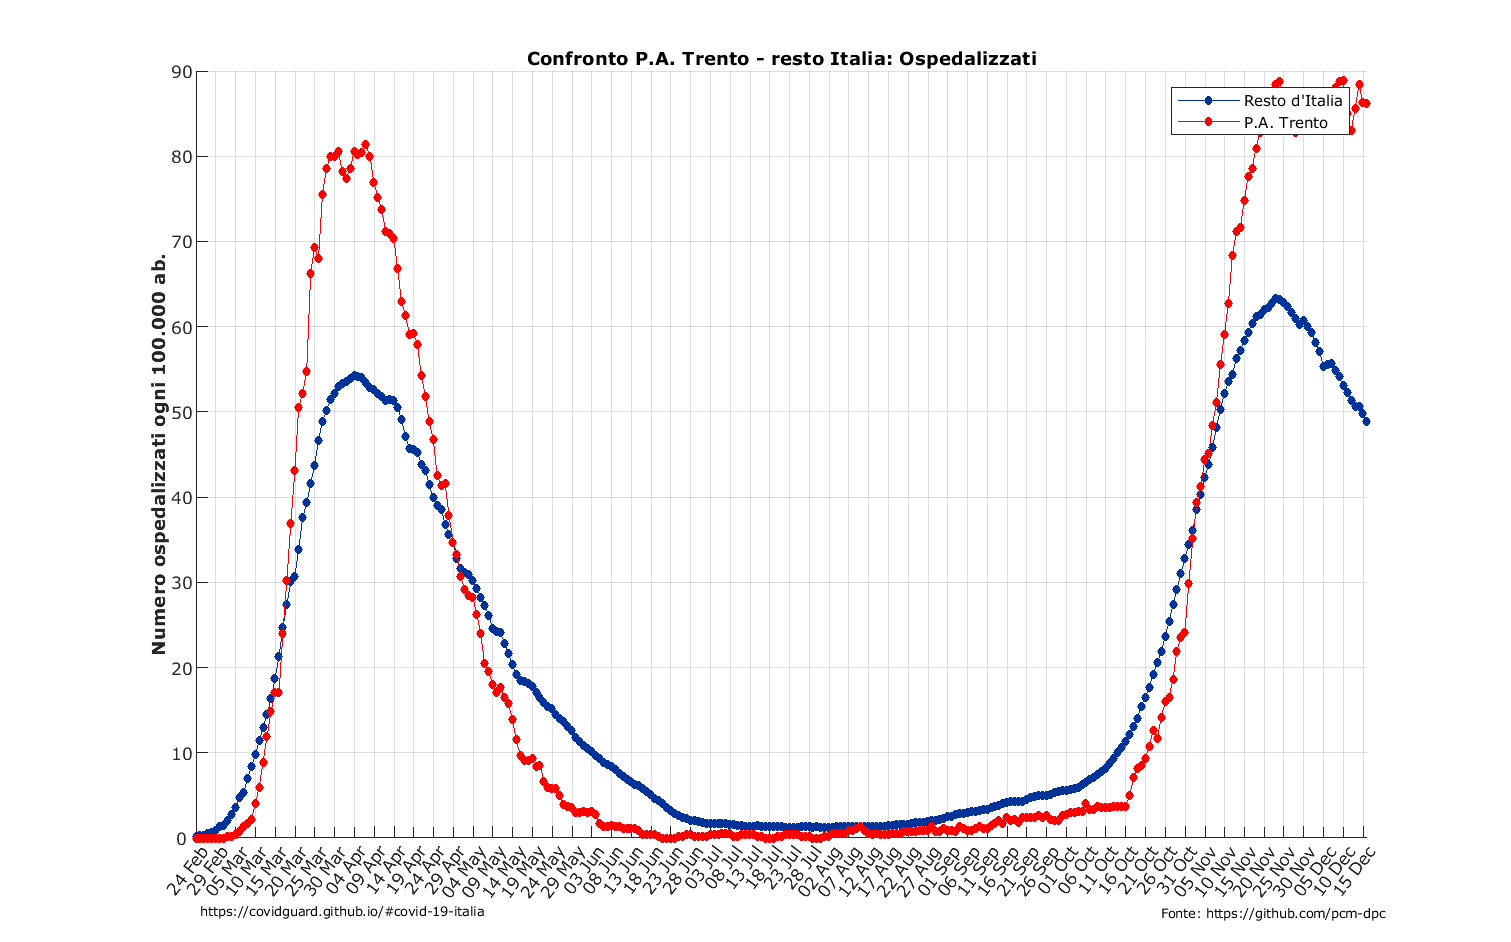 Confronto P.A. Trento - resto Italia: Ospedalizzati
Resto d'Italia
P.A. Trento
Numero ospedalizzati ogni 100.000 ab.
90
80
70
60
50
40
30
20
10
0
24 Feb
29 Feb
05 Mar
10 Mar
15 Mar
20 Mar
25 Mar
30 Mar
04 Apr
09 Apr
14 Apr
19 Apr
24 Apr
29 Apr
04 May
09 May
14 May
19 May
24 May
29 May
03 Jun
08 Jun
13 Jun
18 Jun
23 Jun
28 Jun
03 Jul
08 Jul
13 Jul
18 Jul
23 Jul
28 Jul
02 Aug
07 Aug
12 Aug
17 Aug
22 Aug
27 Aug
01 Sep
06 Sep
11 Sep
16 Sep
21 Sep
26 Sep
01 Oct
06 Oct
11 Oct
16 Oct
21 Oct
26 Oct
31 Oct
05 Nov
10 Nov
15 Nov
20 Nov
25 Nov
30 Nov
05 Dec
10 Dec
15 Dec
https://covidguard.github.io/#covid-19-italia
Fonte: https://github.com/pcm-dpc